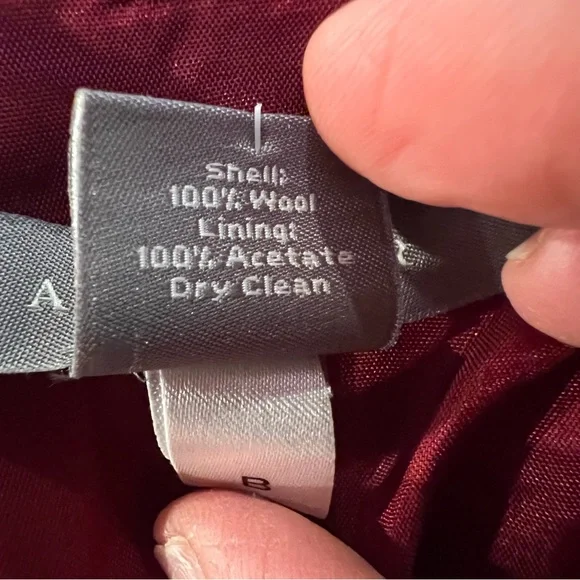 Shell:
100% Wool
Lining:
100% Acetate
Dry Clean
A
B